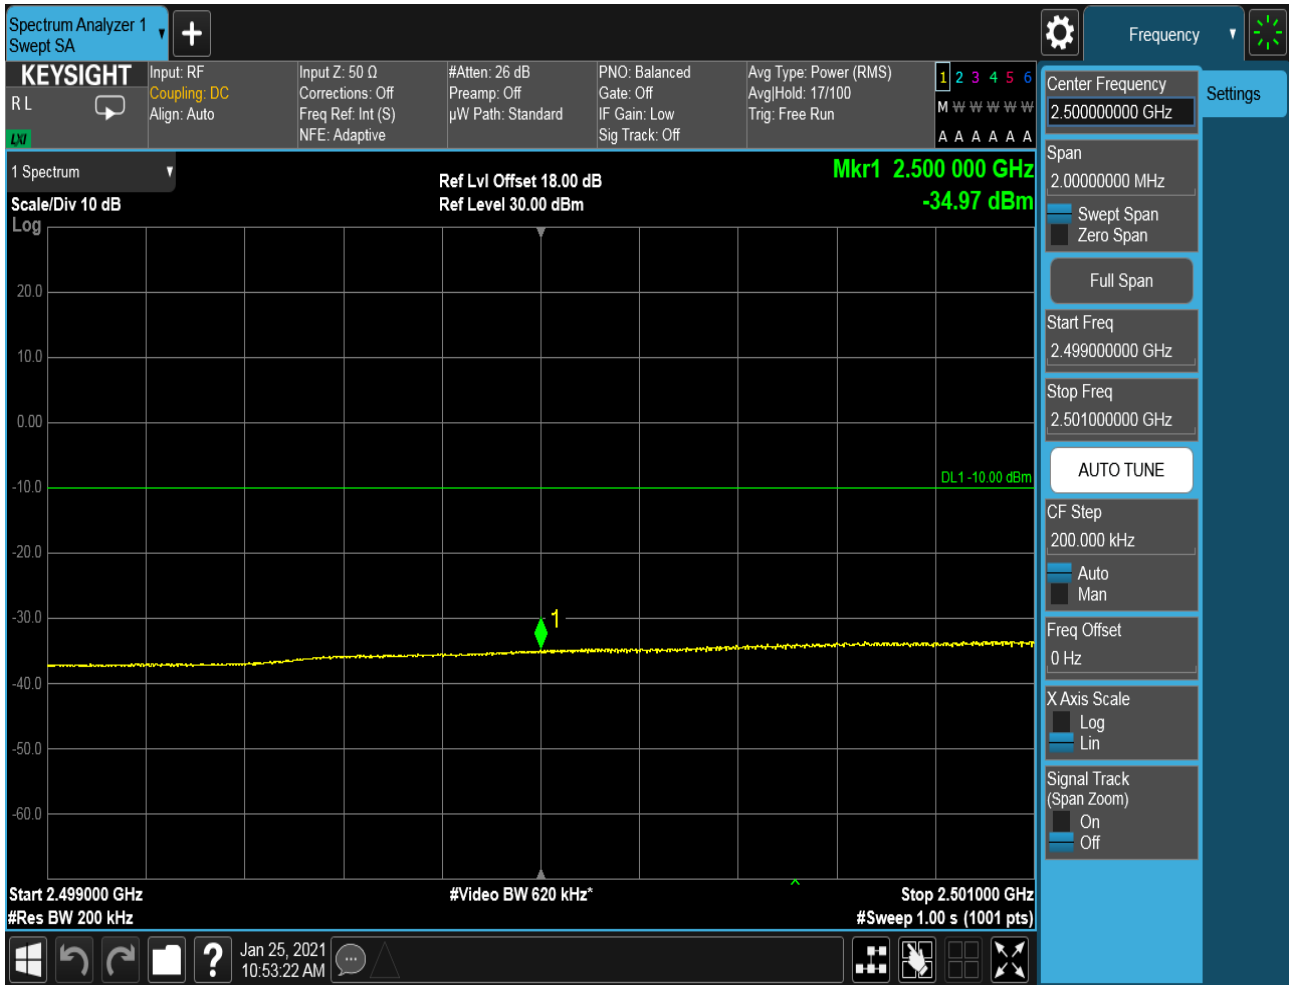 Spectrum Analyzer 1
Swept SA
Frequency
KEYSIGHT
R L
LXI
Input: RF
Coupling: DC
Align: Auto
Input Z: 50 Ω
Corrections: Off
Freq Ref: Int (S)
NFE: Adaptive
#Atten: 26 dB
Preamp: Off
µW Path: Standard
PNO: Balanced
Gate: Off
IF Gain: Low
Sig Track: Off
Avg Type: Power (RMS)
Avg|Hold: 17/100
Trig: Free Run
1 2 3 4 5 6
M W W W W W
A A A A A A
1 Spectrum
Scale/Div 10 dB
Log
Ref Lvl Offset 18.00 dB
Ref Level 30.00 dBm
Mkr1 2.500 000 GHz
-34.97 dBm
20.0
10.0
0.00
-10.0
DL1 -10.00 dBm
-20.0
-30.0
1
-40.0
-50.0
-60.0
Start 2.499000 GHz
#Res BW 200 kHz
#Video BW 620 kHz*
Stop 2.501000 GHz
#Sweep 1.00 s (1001 pts)
Jan 25, 2021
10:53:22 AM
Center Frequency
2.500000000 GHz
Settings
Span
2.00000000 MHz
Swept Span
Zero Span
Full Span
Start Freq
2.499000000 GHz
Stop Freq
2.501000000 GHz
AUTO TUNE
CF Step
200.000 kHz
Auto
Man
Freq Offset
0 Hz
X Axis Scale
Log
Lin
Signal Track
(Span Zoom)
On
Off